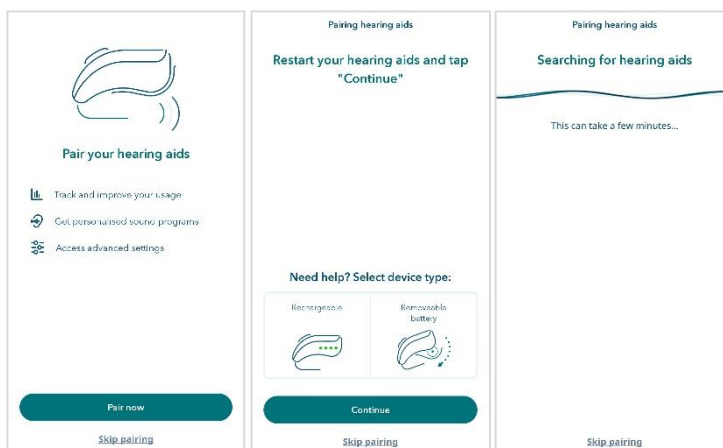 Pair your hearing aids
Track and improve your usage
Get personalised sound programs
Access advanced settings
Pair now
Skip pairing
Pairing hearing aids
Restart your hearing aids and tap
"Continue"
Need help? Select device type:
Rechargeable
Removeable
battery
Continue
Skip pairing
Pairing hearing aids
Searching for hearing aids
This can take a few minutes...
Skip pairing